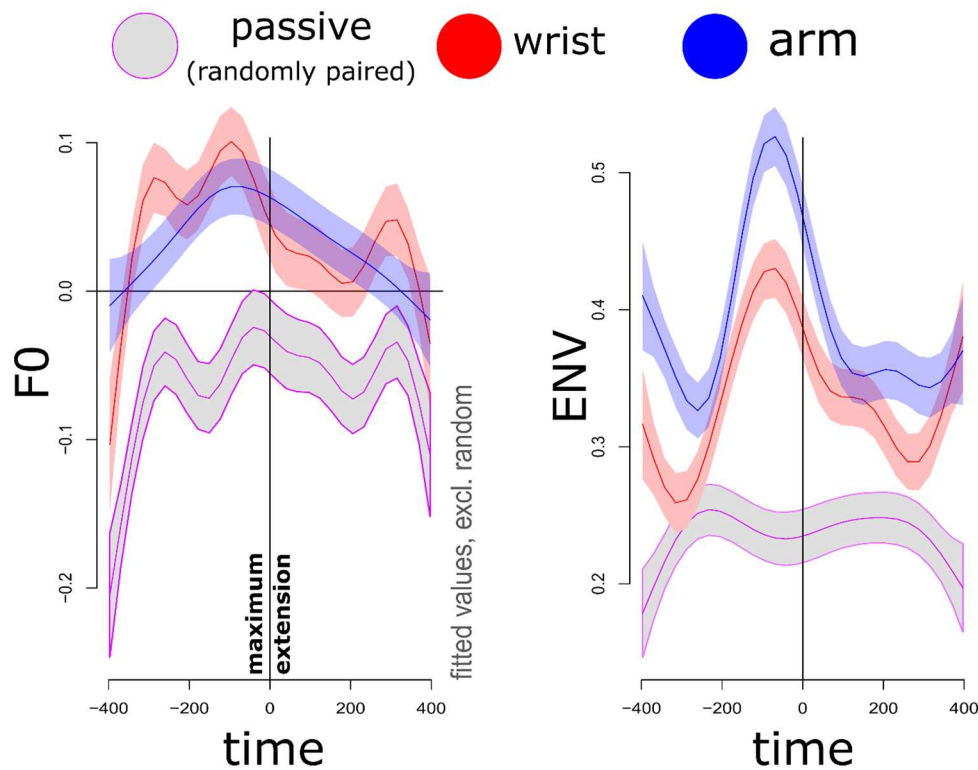 passive
(randomly paired)
wrist
arm
F0
0.1
0.0
−0.1
−0.2
maximum
extension
fitted values, excl. random
−400 −200 0 200 400
time
ENV
0.5
0.4
0.3
0.2
−400 −200 0 200 400
time